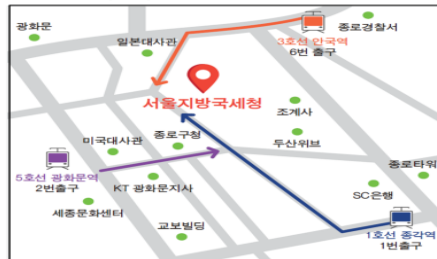 광화문
일본대사관
3호선 안국역
6번 출구
종로경찰서
서울지방국세청
조계사
미국대사관
종로구청
두산위브
5호선 광화문역
2번출구
KT 광화문지사
종로타워
SC은행
세종문화센터
교보빌딩
1호선 종각역
1번출구